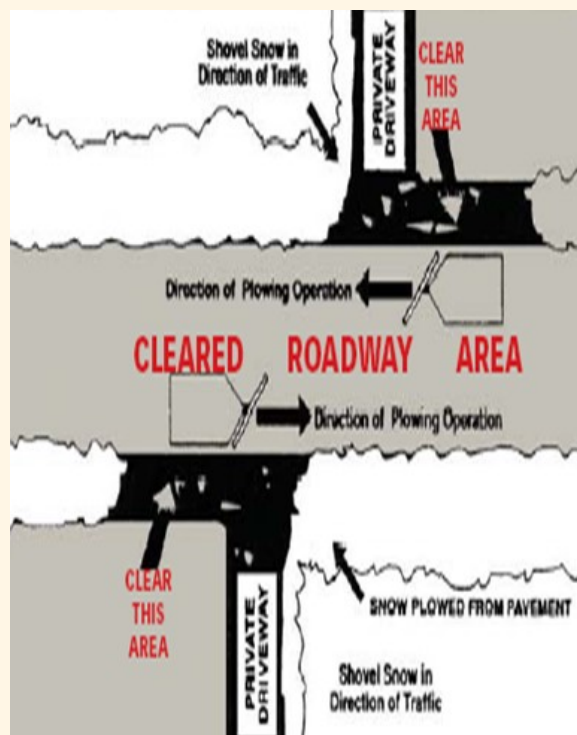 Shovel Snow in
Direction of Traffic
PRIVATE
DRIVEWAY
CLEAR
THIS
AREA
Direction of Plowing Operation
CLEARED ROADWAY AREA
Direction of Plowing Operation
CLEAR
THIS
AREA
PRIVATE
DRIVEWAY
SNOW PLOWED FROM PAVEMENT
Shovel Snow in
Direction of Traffic